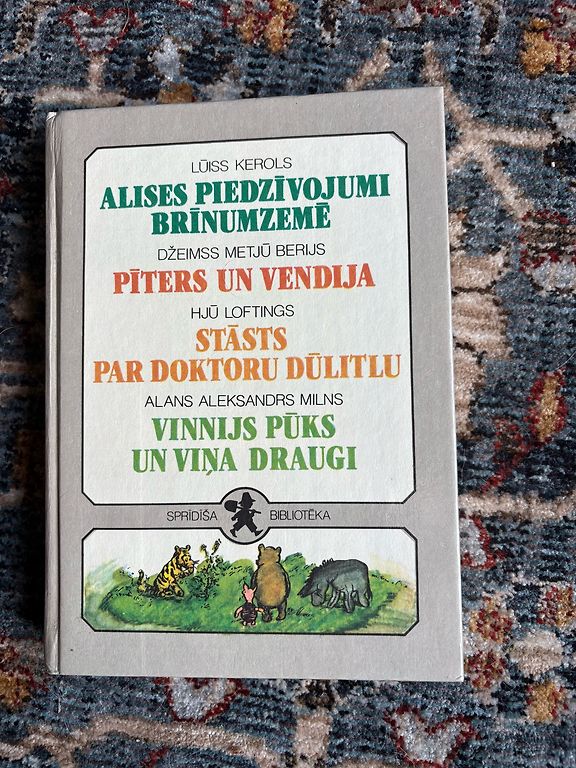 LŪISS KEROLS
ALISES PIEDZĪVOJUMI
BRĪNUMZEMĒ
DŽEIMSS METJŪ BERIJS
PĪTERS UN VENDIJA
HJŪ LOFTINGS
STĀSTS
PAR DOKTORU DŪLITLU
ALANS ALEKSANDRS MILNS
VINNIJS PŪKS
UN VIŅA DRAUGI
SPRĪDĪŠA BIBLIOTĒKA